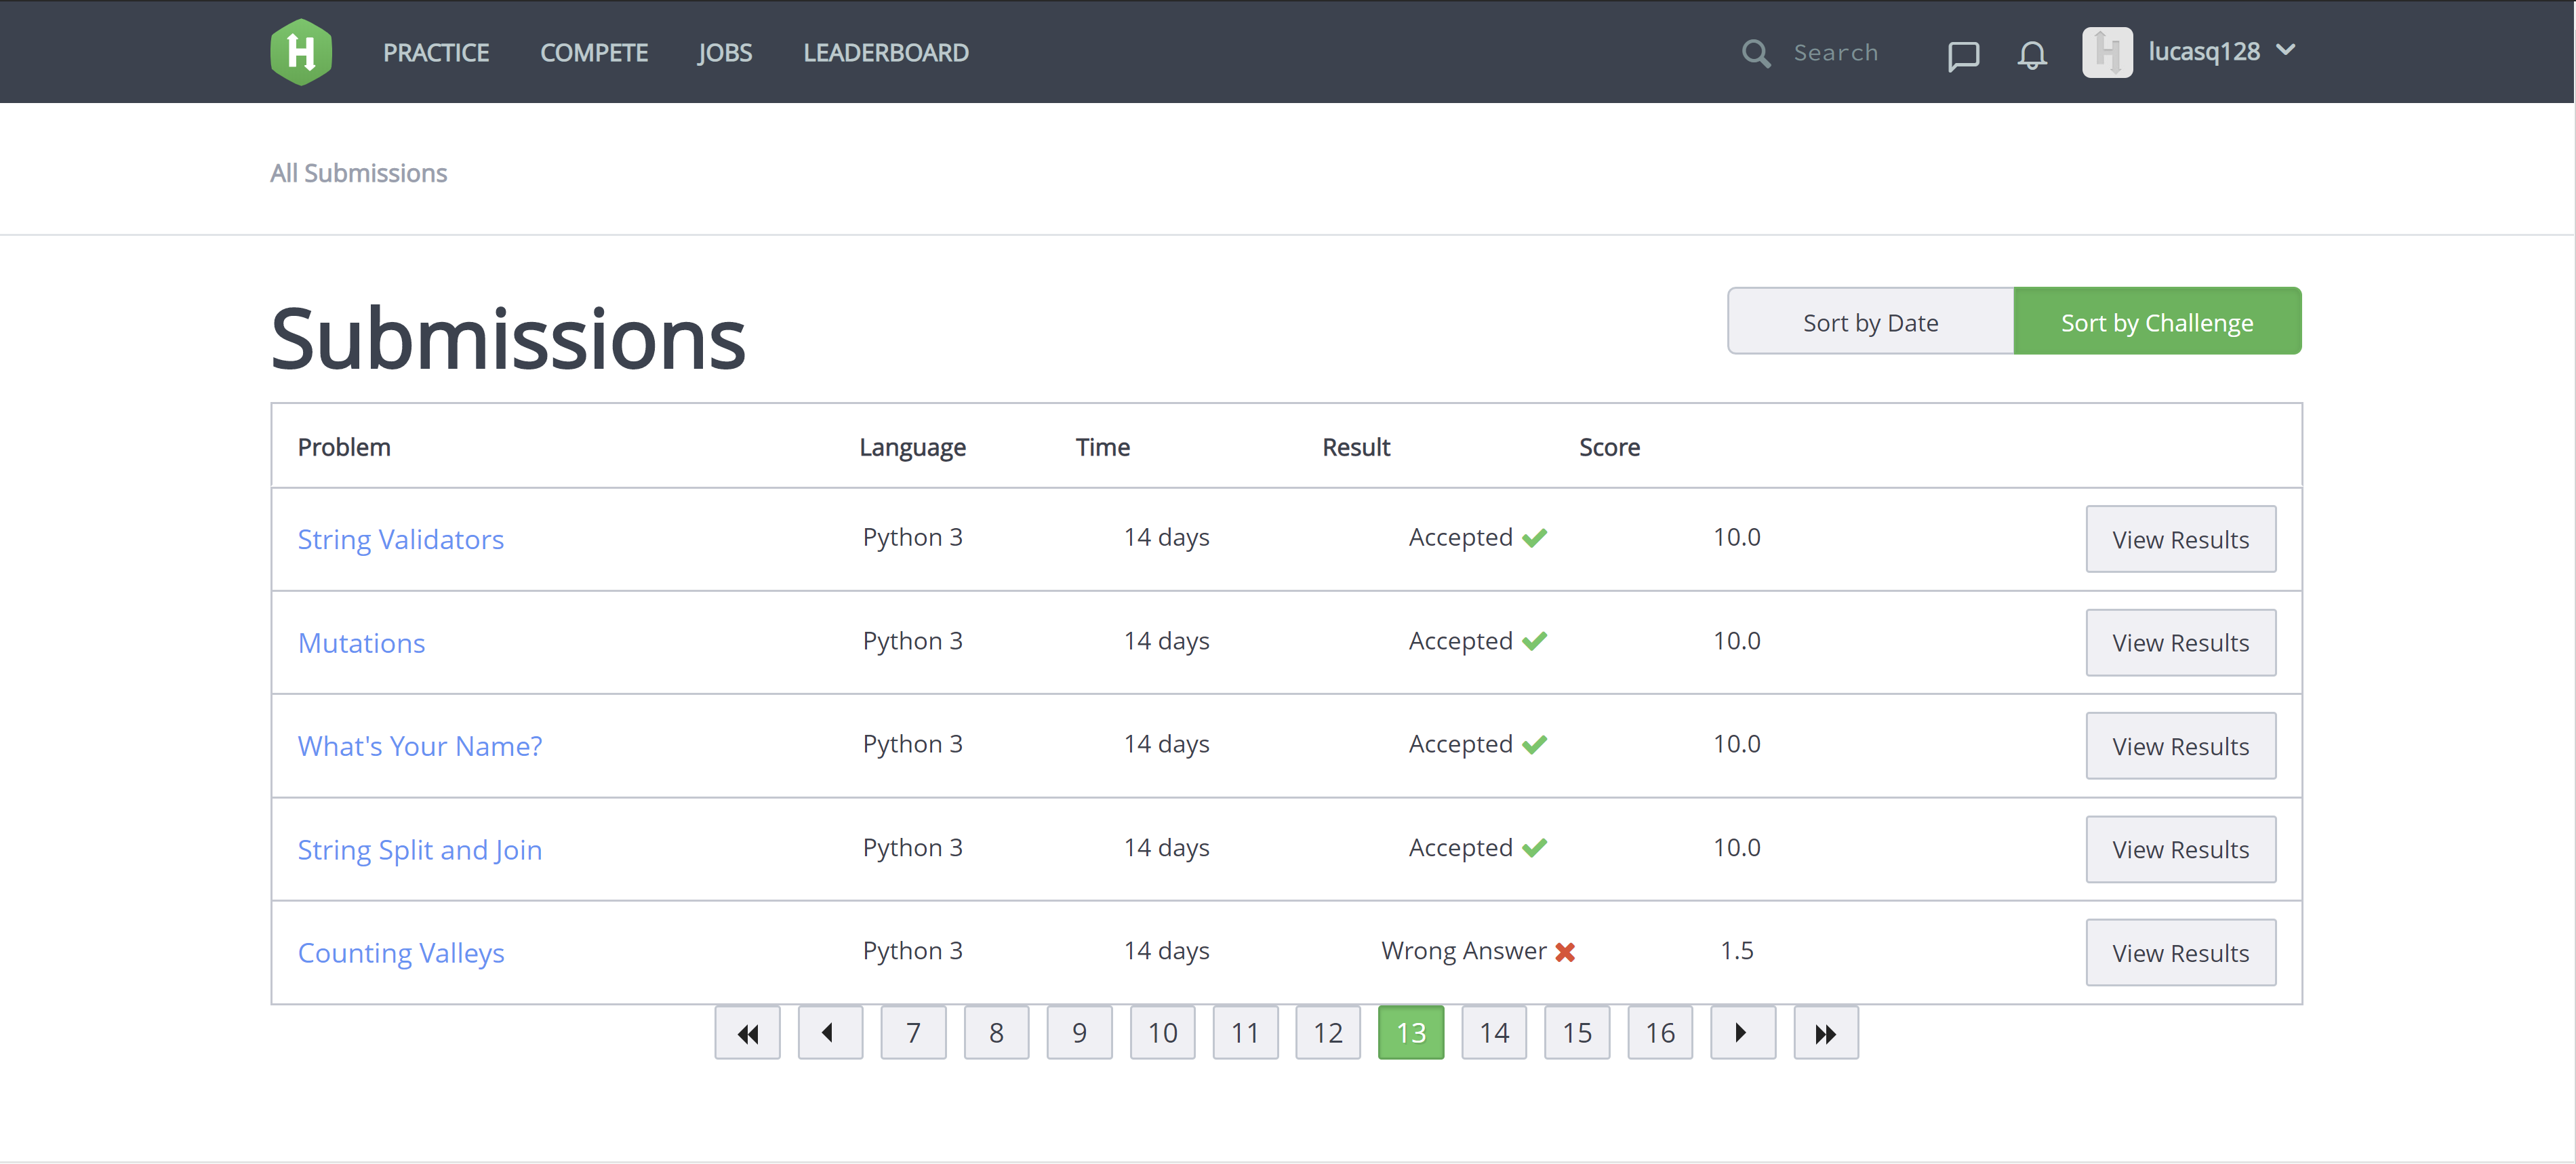 PRACTICE COMPETE JOBS LEADERBOARD Search lucasq128
All Submissions
Submissions
Sort by Date Sort by Challenge
Problem Language Time Result Score
String Validators Python 3 14 days Accepted 10.0 View Results
Mutations Python 3 14 days Accepted 10.0 View Results
What's Your Name? Python 3 14 days Accepted 10.0 View Results
String Split and Join Python 3 14 days Accepted 10.0 View Results
Counting Valleys Python 3 14 days Wrong Answer 1.5 View Results
7 8 9 10 11 12 13 14 15 16